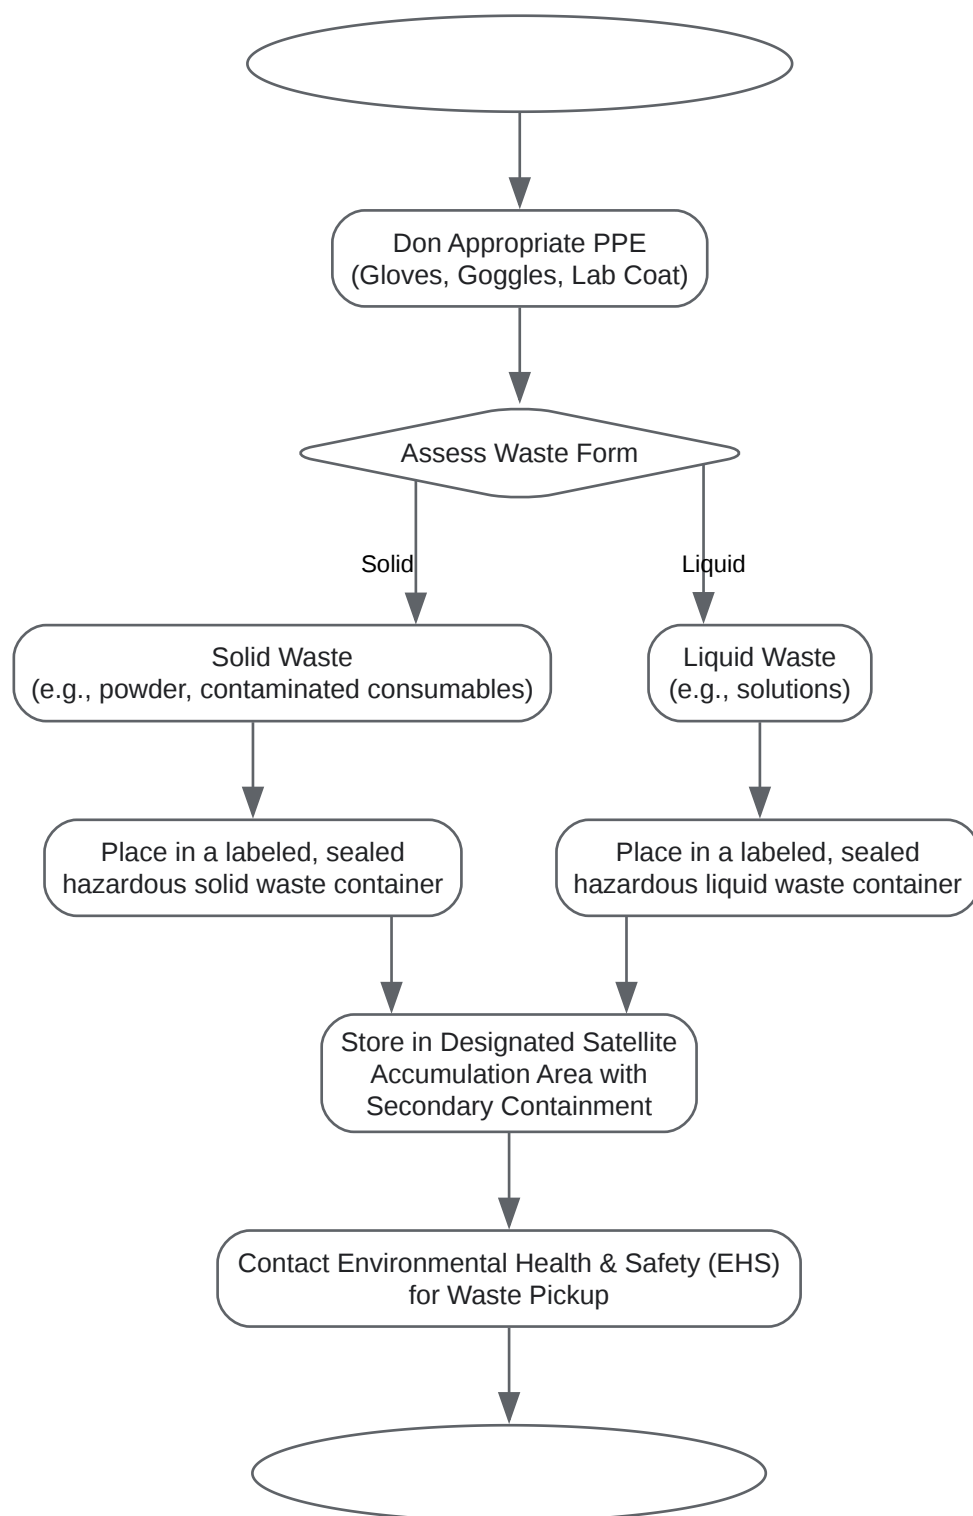 Don Appropriate PPE
(Gloves, Goggles, Lab Coat)
Assess Waste Form
Solid
Liquid
Solid Waste
(e.g., powder, contaminated consumables)
Liquid Waste
(e.g., solutions)
Place in a labeled, sealed
hazardous solid waste container
Place in a labeled, sealed
hazardous liquid waste container
Store in Designated Satellite
Accumulation Area with
Secondary Containment
Contact Environmental Health & Safety (EHS)
for Waste Pickup